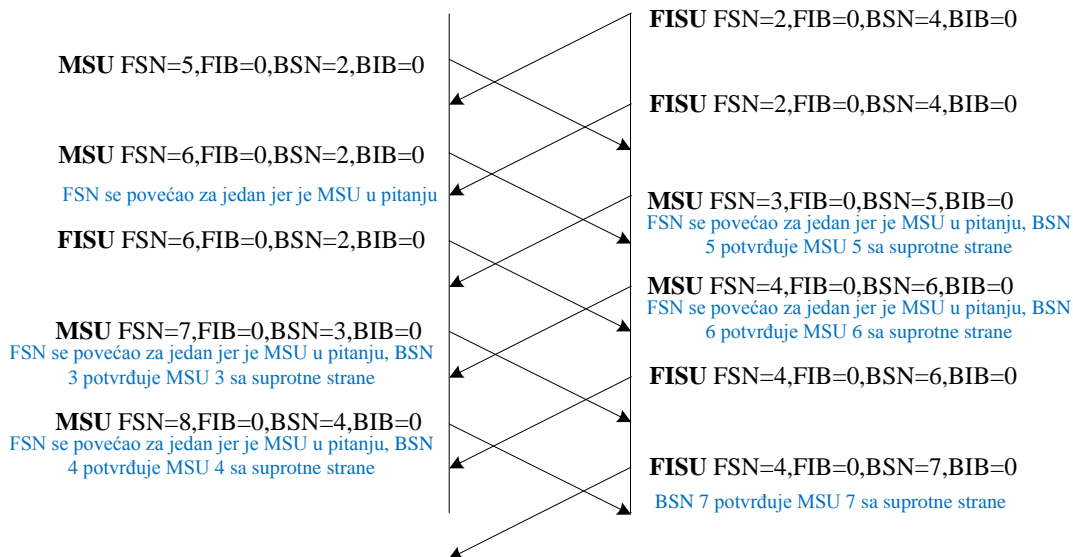 MSU FSN=5,FIB=0,BSN=2,BIB=0
MSU FSN=6,FIB=0,BSN=2,BIB=0
FSN se povećao za jedan jer je MSU u pitanju
FISU FSN=6,FIB=0,BSN=2,BIB=0
MSU FSN=7,FIB=0,BSN=3,BIB=0
FSN se povećao za jedan jer je MSU u pitanju, BSN
3 potvrđuje MSU 3 sa suprotne strane
MSU FSN=8,FIB=0,BSN=4,BIB=0
FSN se povećao za jedan jer je MSU u pitanju, BSN
4 potvrđuje MSU 4 sa suprotne strane
FISU FSN=2,FIB=0,BSN=4,BIB=0
FISU FSN=2,FIB=0,BSN=4,BIB=0
MSU FSN=3,FIB=0,BSN=5,BIB=0
FSN se povećao za jedan jer je MSU u pitanju, BSN
5 potvrđuje MSU 5 sa suprotne strane
MSU FSN=4,FIB=0,BSN=6,BIB=0
FSN se povećao za jedan jer je MSU u pitanju, BSN
6 potvrđuje MSU 6 sa suprotne strane
FISU FSN=4,FIB=0,BSN=6,BIB=0
FISU FSN=4,FIB=0,BSN=7,BIB=0
BSN 7 potvrđuje MSU 7 sa suprotne strane